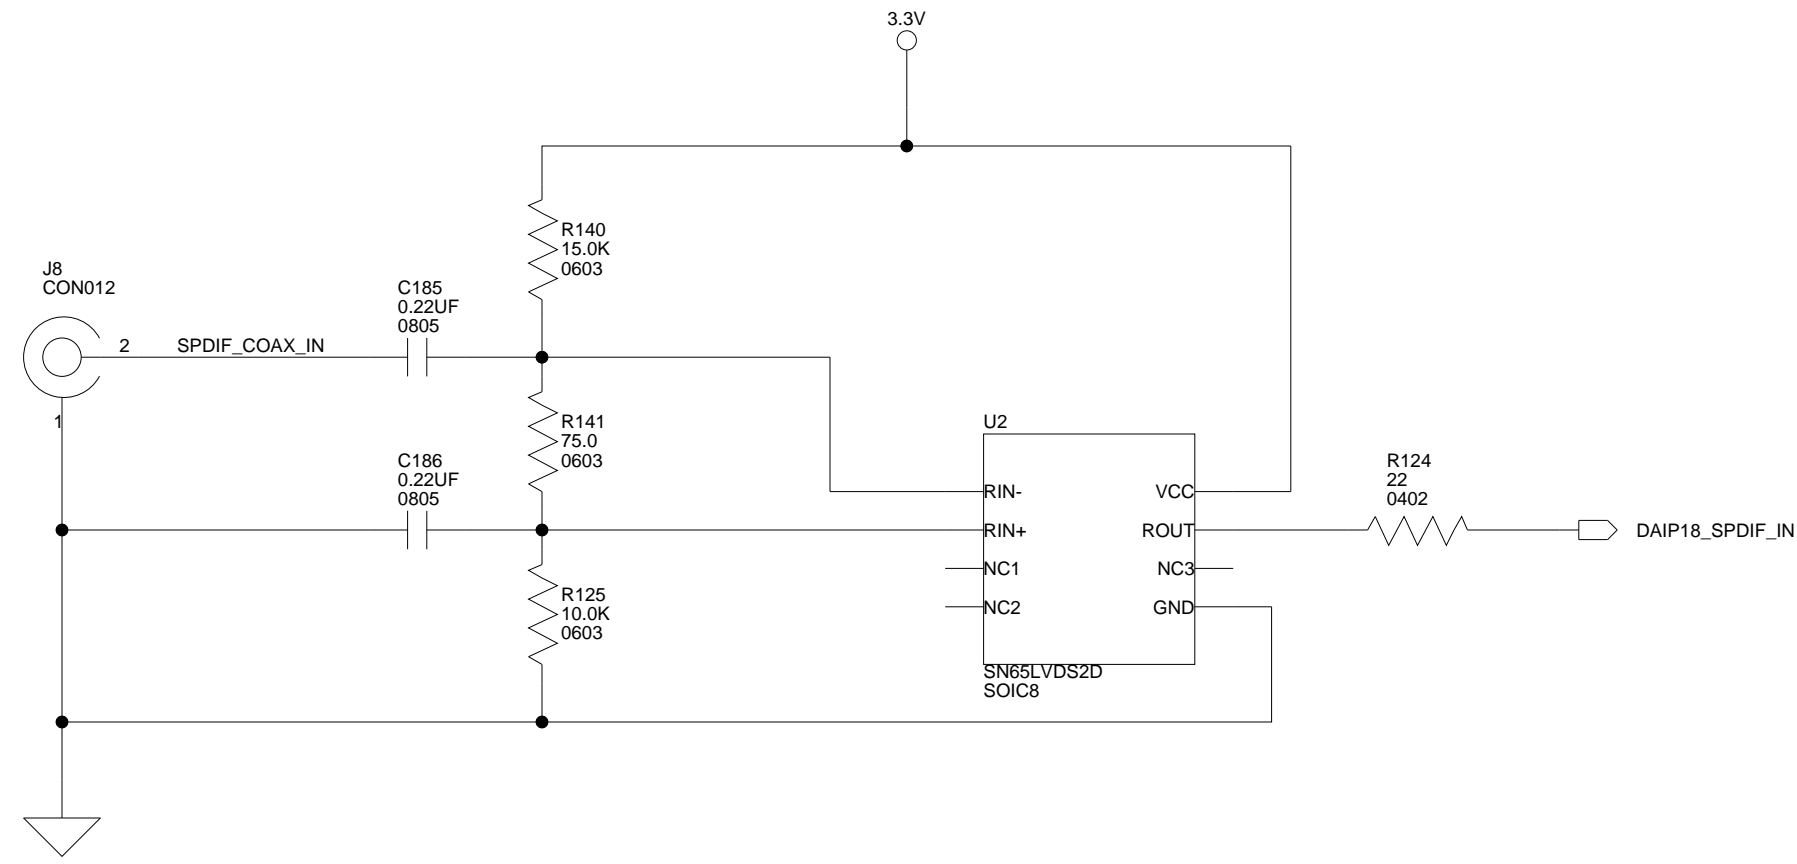 3.3V
R140
15.0K
0603
J8
CON012
C185
0.22UF
0805
2
SPDIF_COAX_IN
1
R141
75.0
0603
C186
0.22UF
0805
U2
RIN-
VCC
RIN+
ROUT
NC1
NC3
NC2
GND
SN65LVDS2D
SOIC8
R124
22
0402
DAIP18_SPDIF_IN
R125
10.0K
0603